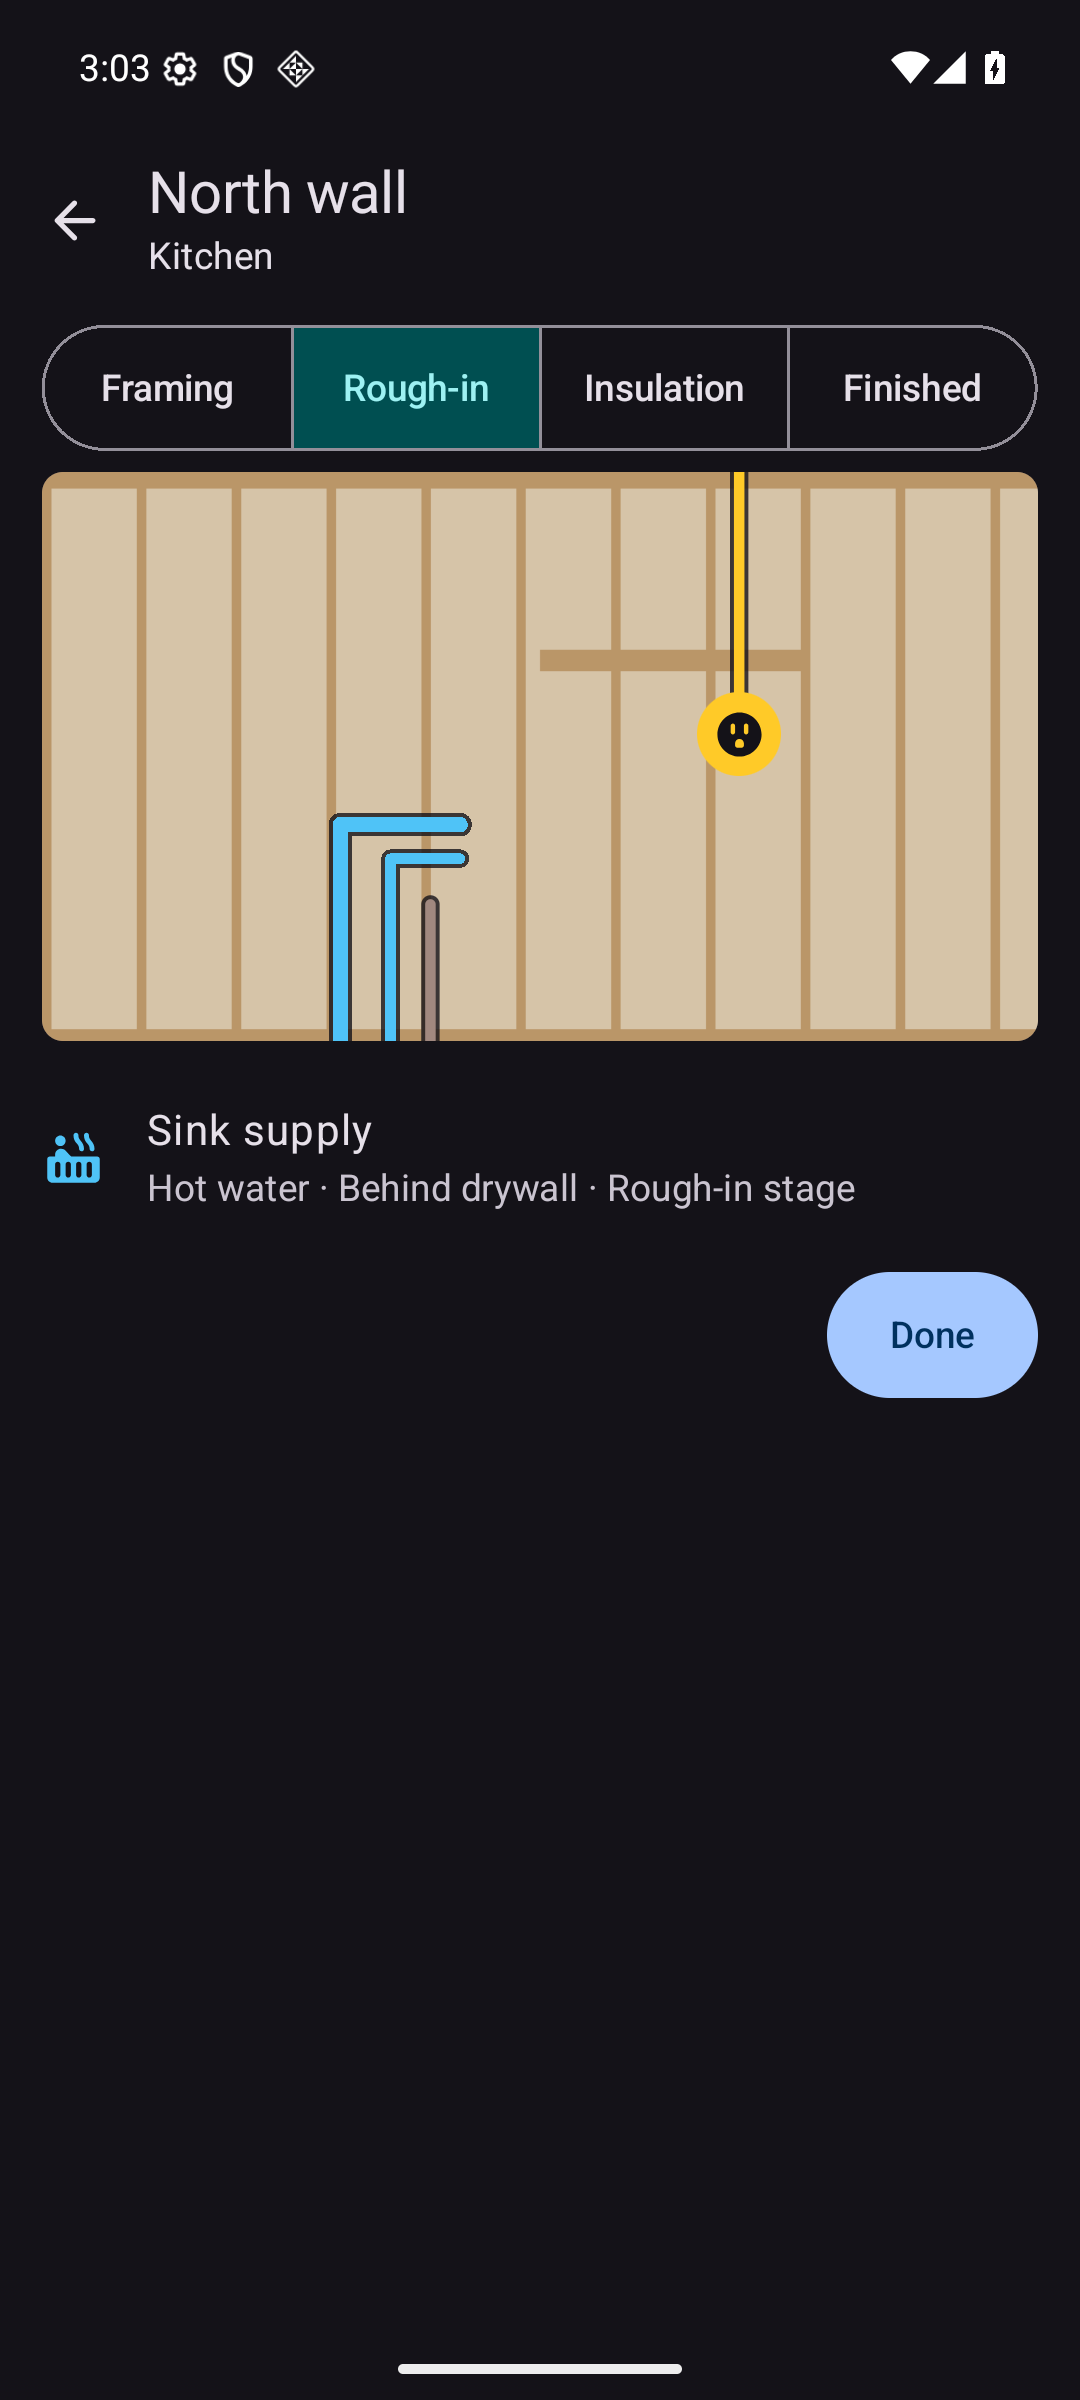 3:03
North wall
Kitchen
Framing
Rough-in
Insulation
Finished
Sink supply
Hot water · Behind drywall · Rough-in stage
Done